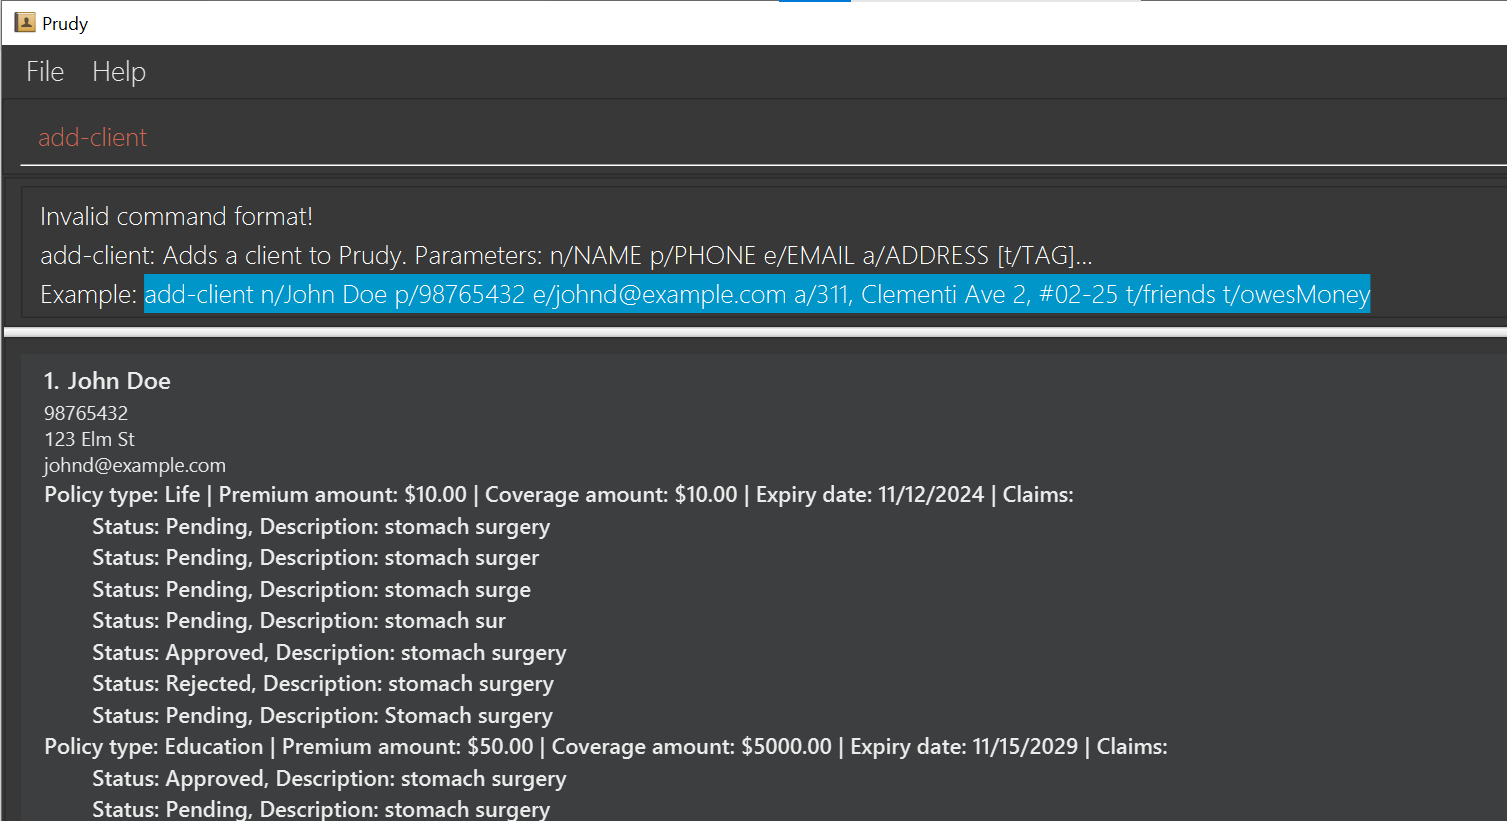 Prudy
File Help
add-client
Invalid command format!
add-client: Adds a client to Prudy. Parameters: n/NAME p/PHONE e/EMAIL a/ADDRESS [t/TAG]...
Example: add-client n/John Doe p/98765432 e/johnd@example.com a/311, Clementi Ave 2, #02-25 t/friends t/owesMoney
1. John Doe
98765432
123 Elm St
johnd@example.com
Policy type: Life | Premium amount: $10.00 | Coverage amount: $10.00 | Expiry date: 11/12/2024 | Claims:
Status: Pending, Description: stomach surgery
Status: Pending, Description: stomach surger
Status: Pending, Description: stomach surge
Status: Pending, Description: stomach sur
Status: Approved, Description: stomach surgery
Status: Rejected, Description: stomach surgery
Status: Pending, Description: Stomach surgery
Policy type: Education | Premium amount: $50.00 | Coverage amount: $5000.00 | Expiry date: 11/15/2029 | Claims:
Status: Approved, Description: stomach surgery
Status: Pending, Description: stomach surgery